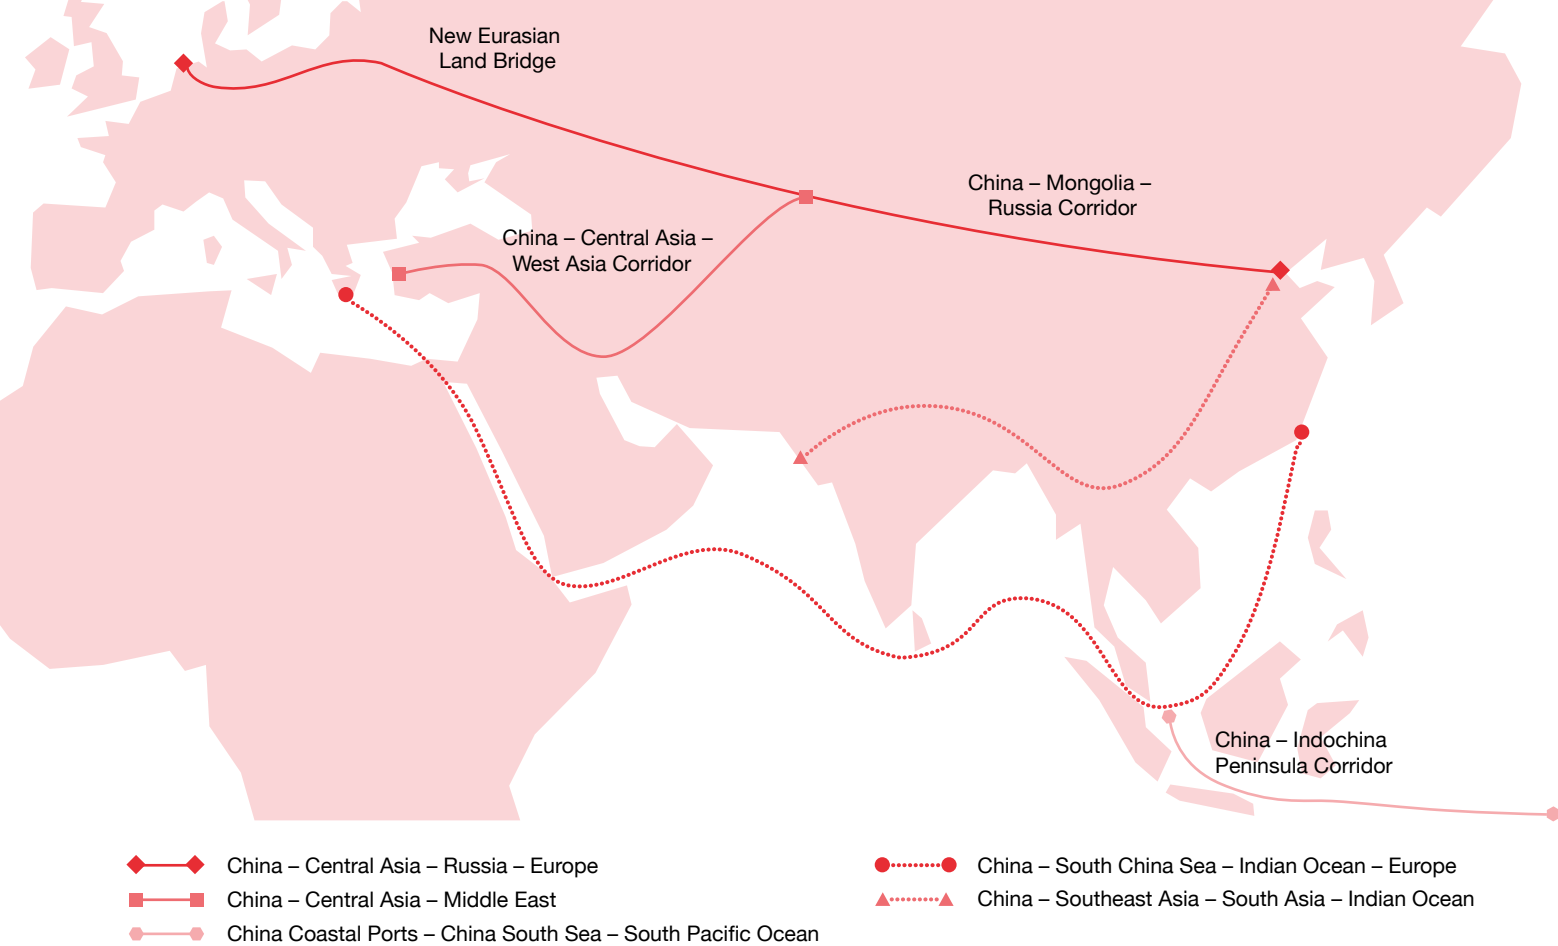 New Eurasian
Land Bridge
China – Mongolia –
Russia Corridor
China – Central Asia –
West Asia Corridor
China – Indochina
Peninsula Corridor
China – Central Asia – Russia – Europe
China – Central Asia – Middle East
China Coastal Ports – China South Sea – South Pacific Ocean
China – South China Sea – Indian Ocean – Europe
China – Southeast Asia – South Asia – Indian Ocean